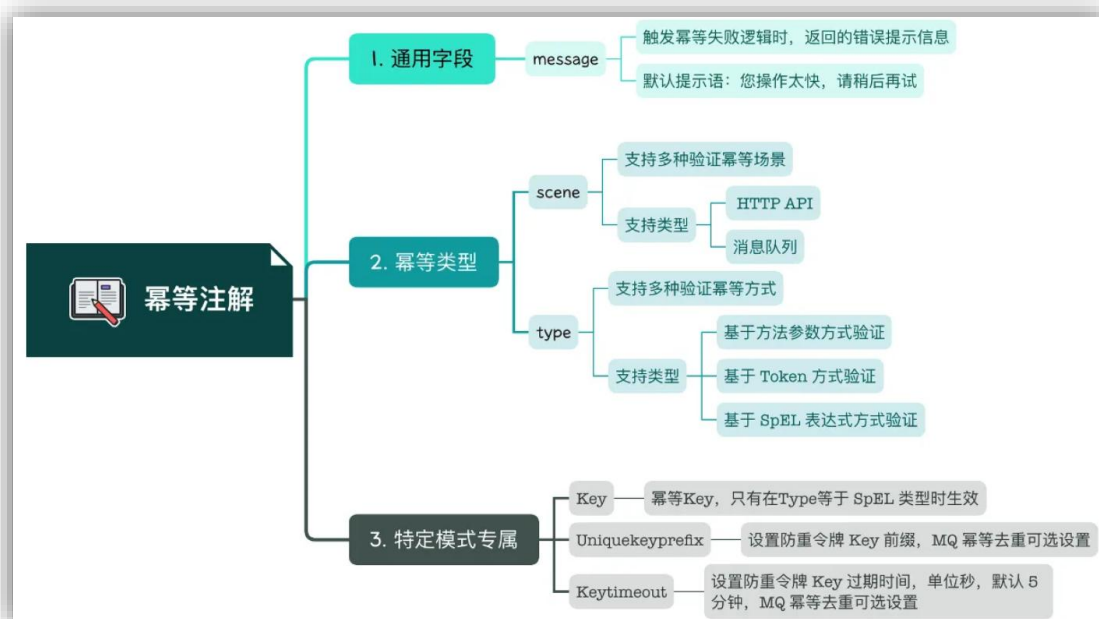 幂等注解
1. 通用字段
message
触发幂等失败逻辑时，返回的错误提示信息
默认提示语：您操作太快，请稍后再试
2. 幂等类型
scene
支持多种验证幂等场景
支持类型
HTTP API
消息队列
type
支持多种验证幂等方式
支持类型
基于方法参数方式验证
基于 Token 方式验证
基于 SpEL 表达式方式验证
3. 特定模式专属
Key
幂等Key，只有在Type等于 SpEL 类型时生效
Uniquekeyprefix
设置防重令牌 Key 前缀，MQ 幂等去重可选设置
Keytimeout
设置防重令牌 Key 过期时间，单位秒，默认 5
分钟，MQ 幂等去重可选设置